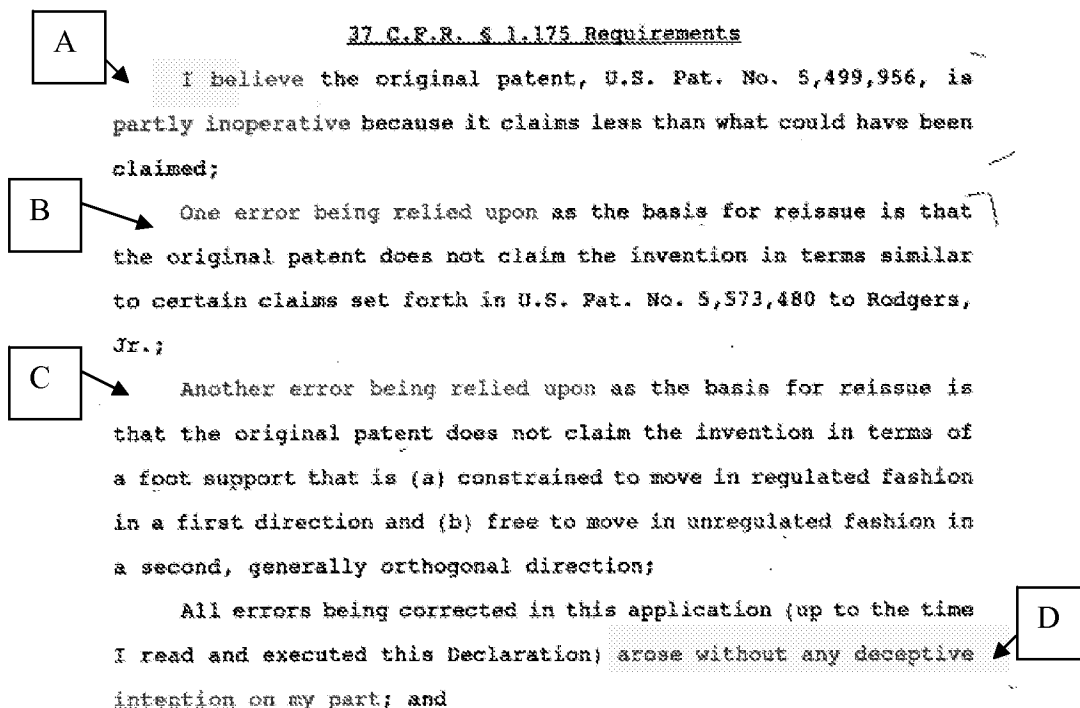 37 C.F.R. § 1.175 Requirements
A
I believe the original patent, U.S. Pat. No. 5,499,956, is
partly inoperative because it claims less than what could have been
claimed;
B
One error being relied upon as the basis for reissue is that
the original patent does not claim the invention in terms similar
to certain claims set forth in U.S. Pat. No. 5,573,480 to Rodgers,
Jr.;
C
Another error being relied upon as the basis for reissue is
that the original patent does not claim the invention in terms of
a foot support that is (a) constrained to move in regulated fashion
in a first direction and (b) free to move in unregulated fashion in
a second, generally orthogonal direction;
All errors being corrected in this application (up to the time
D
I read and executed this Declaration) arose without any deceptive
intention on my part; and